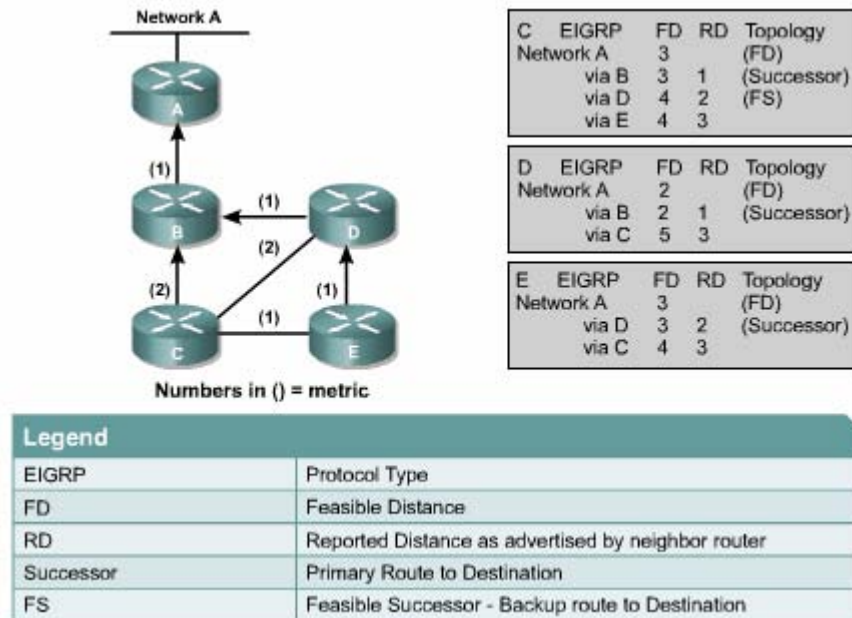 Network A
A
(1)
B
(1)
D
(2)
(2)
(1)
C
(1)
E
Numbers in () = metric
C EIGRP FD RD Topology
Network A 3 (FD)
via B 3 1 (Successor)
via D 4 2 (FS)
via E 4 3
D EIGRP FD RD Topology
Network A 2 (FD)
via B 2 1 (Successor)
via C 5 3
E EIGRP FD RD Topology
Network A 3 (FD)
via D 3 2 (Successor)
via C 4 3
Legend
EIGRP Protocol Type
FD Feasible Distance
RD Reported Distance as advertised by neighbor router
Successor Primary Route to Destination
FS Feasible Successor - Backup route to Destination